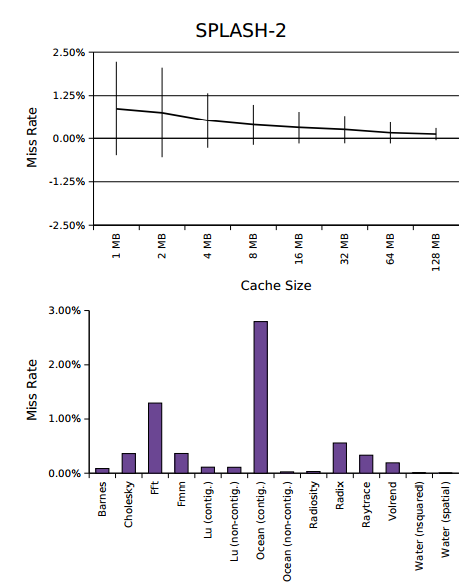 SPLASH-2
2.50%
1.25%
0.00%
-1.25%
-2.50%
Miss Rate
1 MB
2 MB
4 MB
8 MB
16 MB
32 MB
64 MB
128 MB
Cache Size
3.00%
2.00%
1.00%
0.00%
Miss Rate
Barnes
Cholesky
Fft
Fmm
Lu (contig.)
Lu (non-contig.)
Ocean (contig.)
Ocean (non-contig.)
Radiosity
Radix
Raytrace
Volrend
Water (nsquared)
Water (spatial)